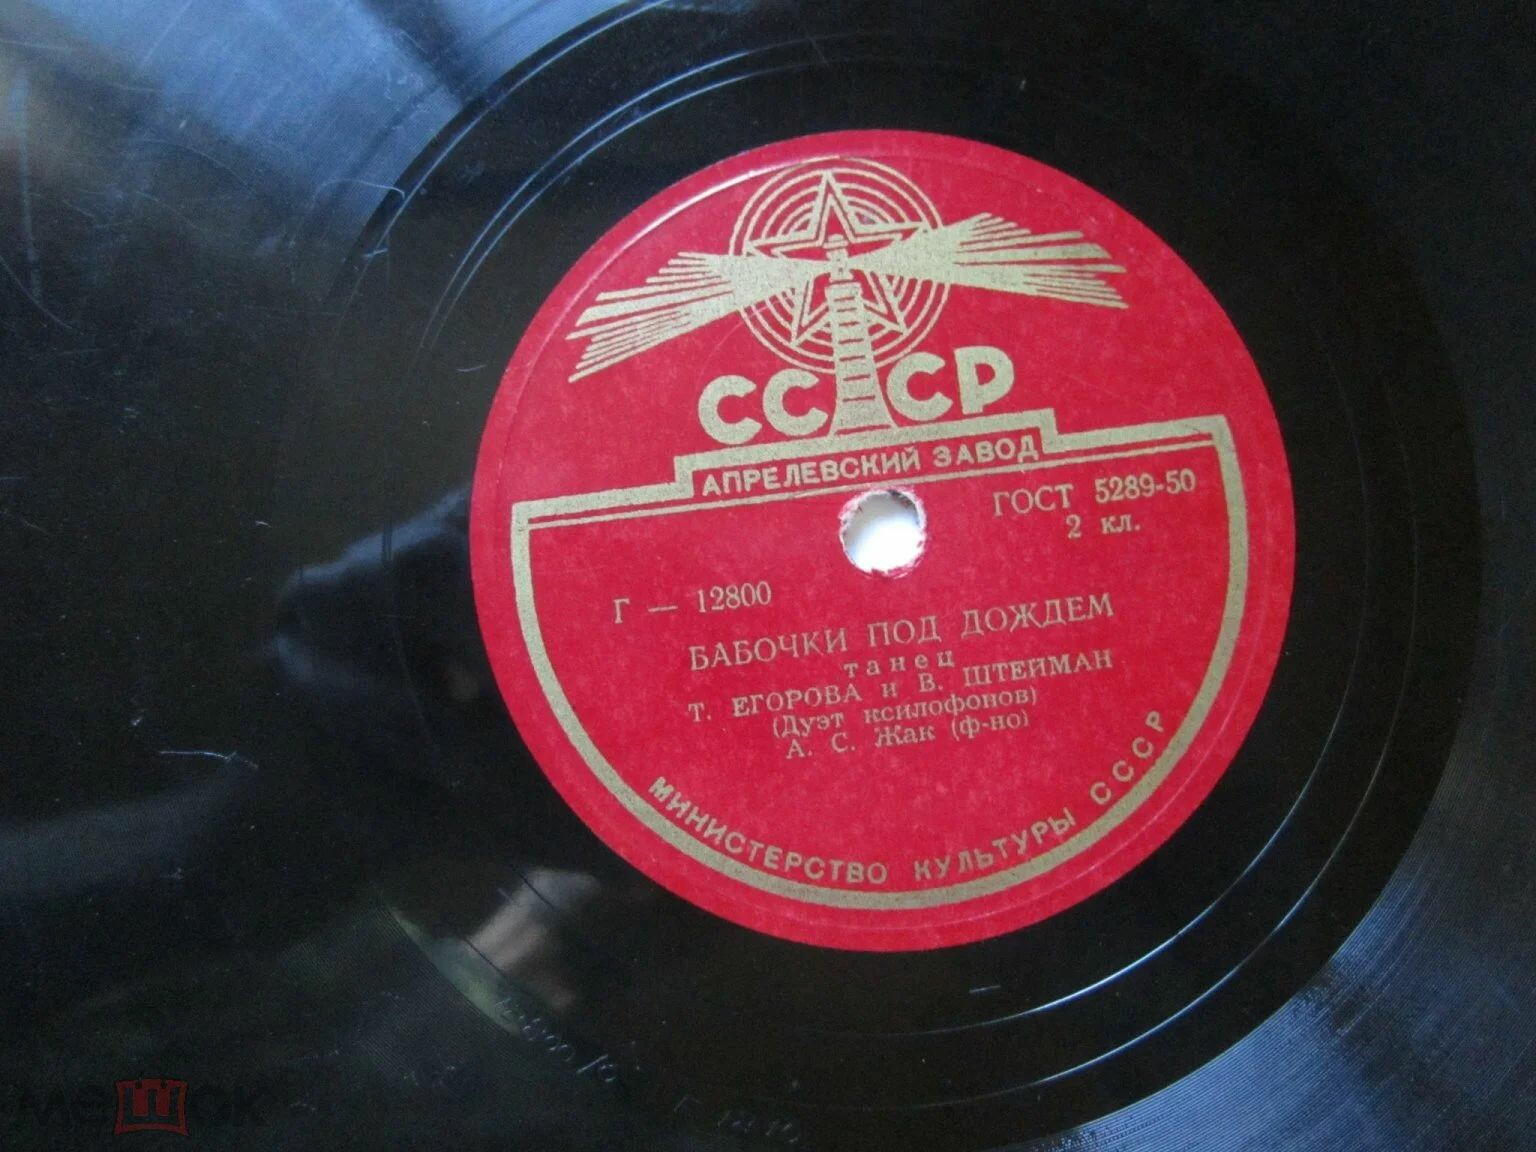 СССР
АПРЕЛЕВСКИЙ ЗАВОД
ГОСТ 5289-50
2 кл.
Г — 12800
БАБОЧКИ ПОД ДОЖДЕМ
танец
Т. ЕГОРОВА и В. ШТЕЙМАН
(Дуэт ксилофонов)
А. С. Жак (ф-но)
МИНИСТЕРСТВО КУЛЬТУРЫ СССР
мешок